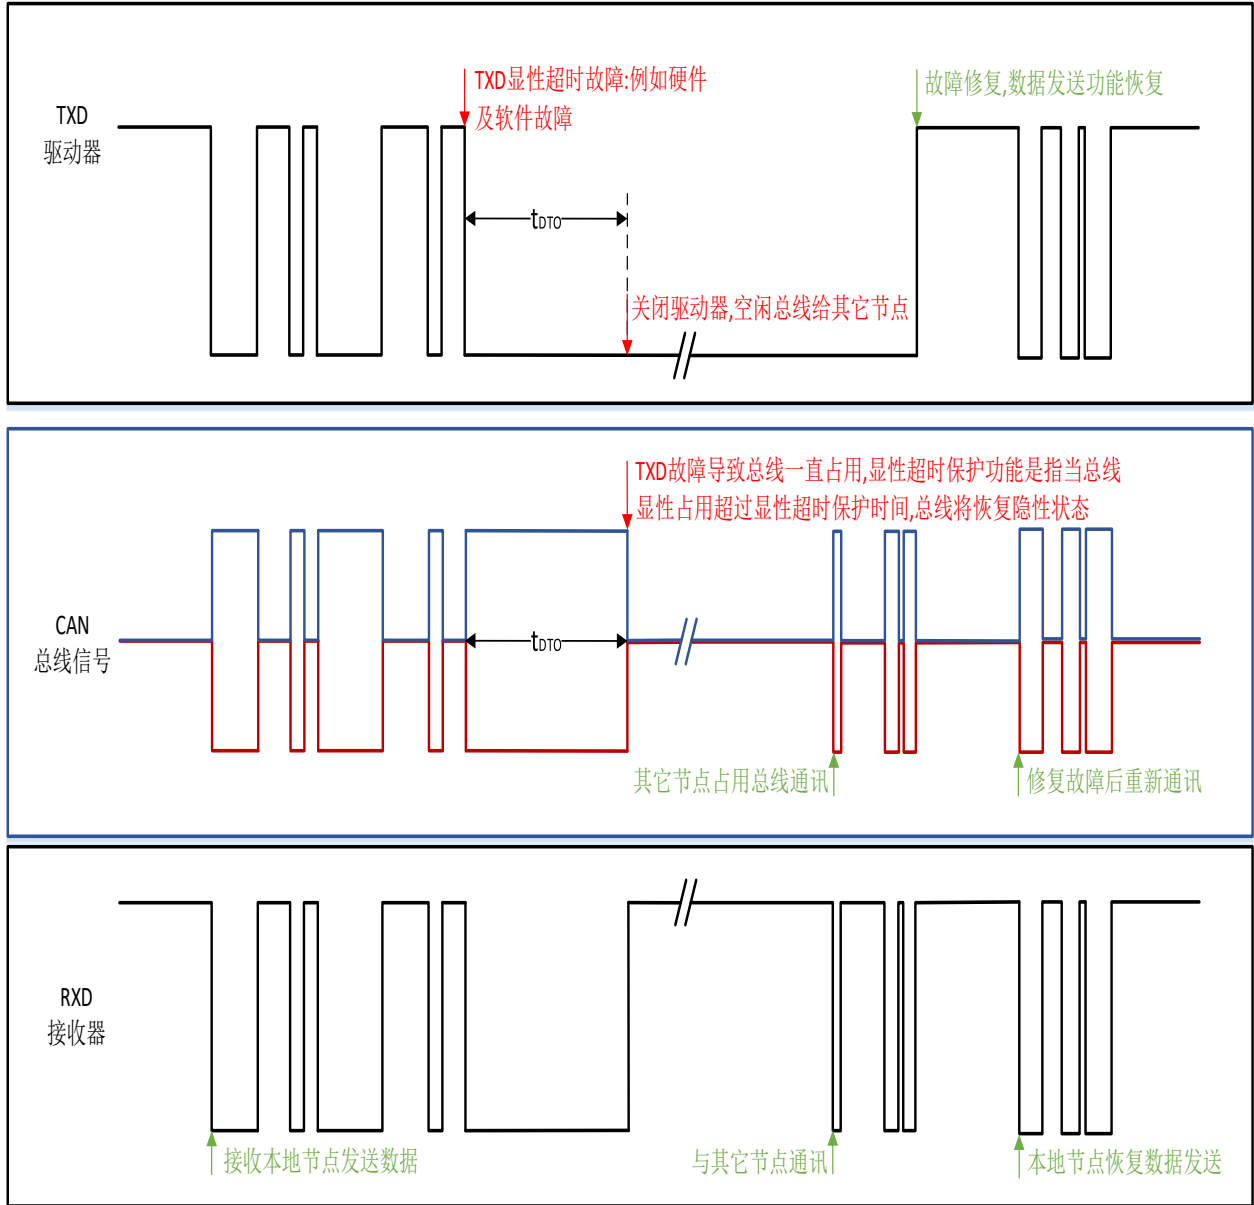 TXD显性超时故障:例如硬件
及软件故障
故障修复,数据发送功能恢复
TXD
驱动器
tDTO
关闭驱动器,空闲总线给其它节点
TXD故障导致总线一直占用,显性超时保护功能是指当总线
显性占用超过显性超时保护时间,总线将恢复隐性状态
CAN
总线信号
tDTO
其它节点占用总线通讯
修复故障后重新通讯
RXD
接收器
接收本地节点发送数据
与其它节点通讯
本地节点恢复数据发送